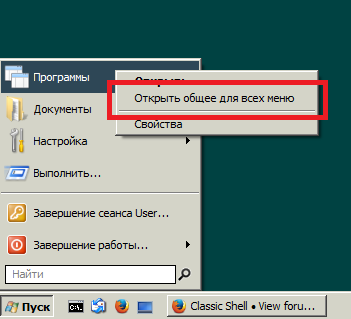 Программы
Открыть
Открыть общее для всех меню
Свойства
Документы
Настройка
Выполнить...
Завершение сеанса User...
Завершение работы...
Найти
Пуск
C:\
Classic Shell • View foru...